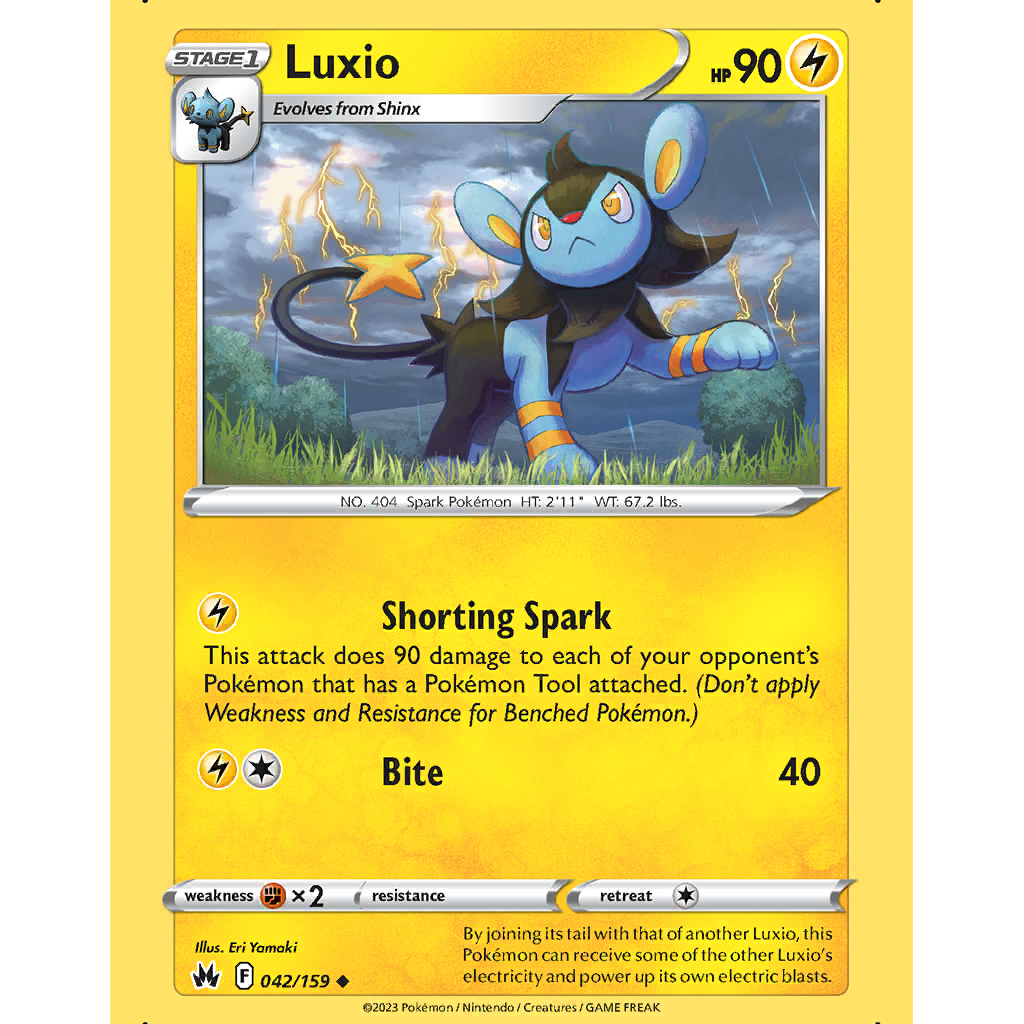 STAGE 1
Luxio
HP 90
Evolves from Shinx
NO. 404 Spark Pokémon HT: 2'11" WT: 67.2 lbs.
Shorting Spark
This attack does 90 damage to each of your opponent's
Pokémon that has a Pokémon Tool attached. (Don't apply
Weakness and Resistance for Benched Pokémon.)
Bite 40
weakness ×2 resistance retreat
Illus. Eri Yamaki
F 042/159
By joining its tail with that of another Luxio, this
Pokémon can receive some of the other Luxio's
electricity and power up its own electric blasts.
©2023 Pokémon / Nintendo / Creatures / GAME FREAK